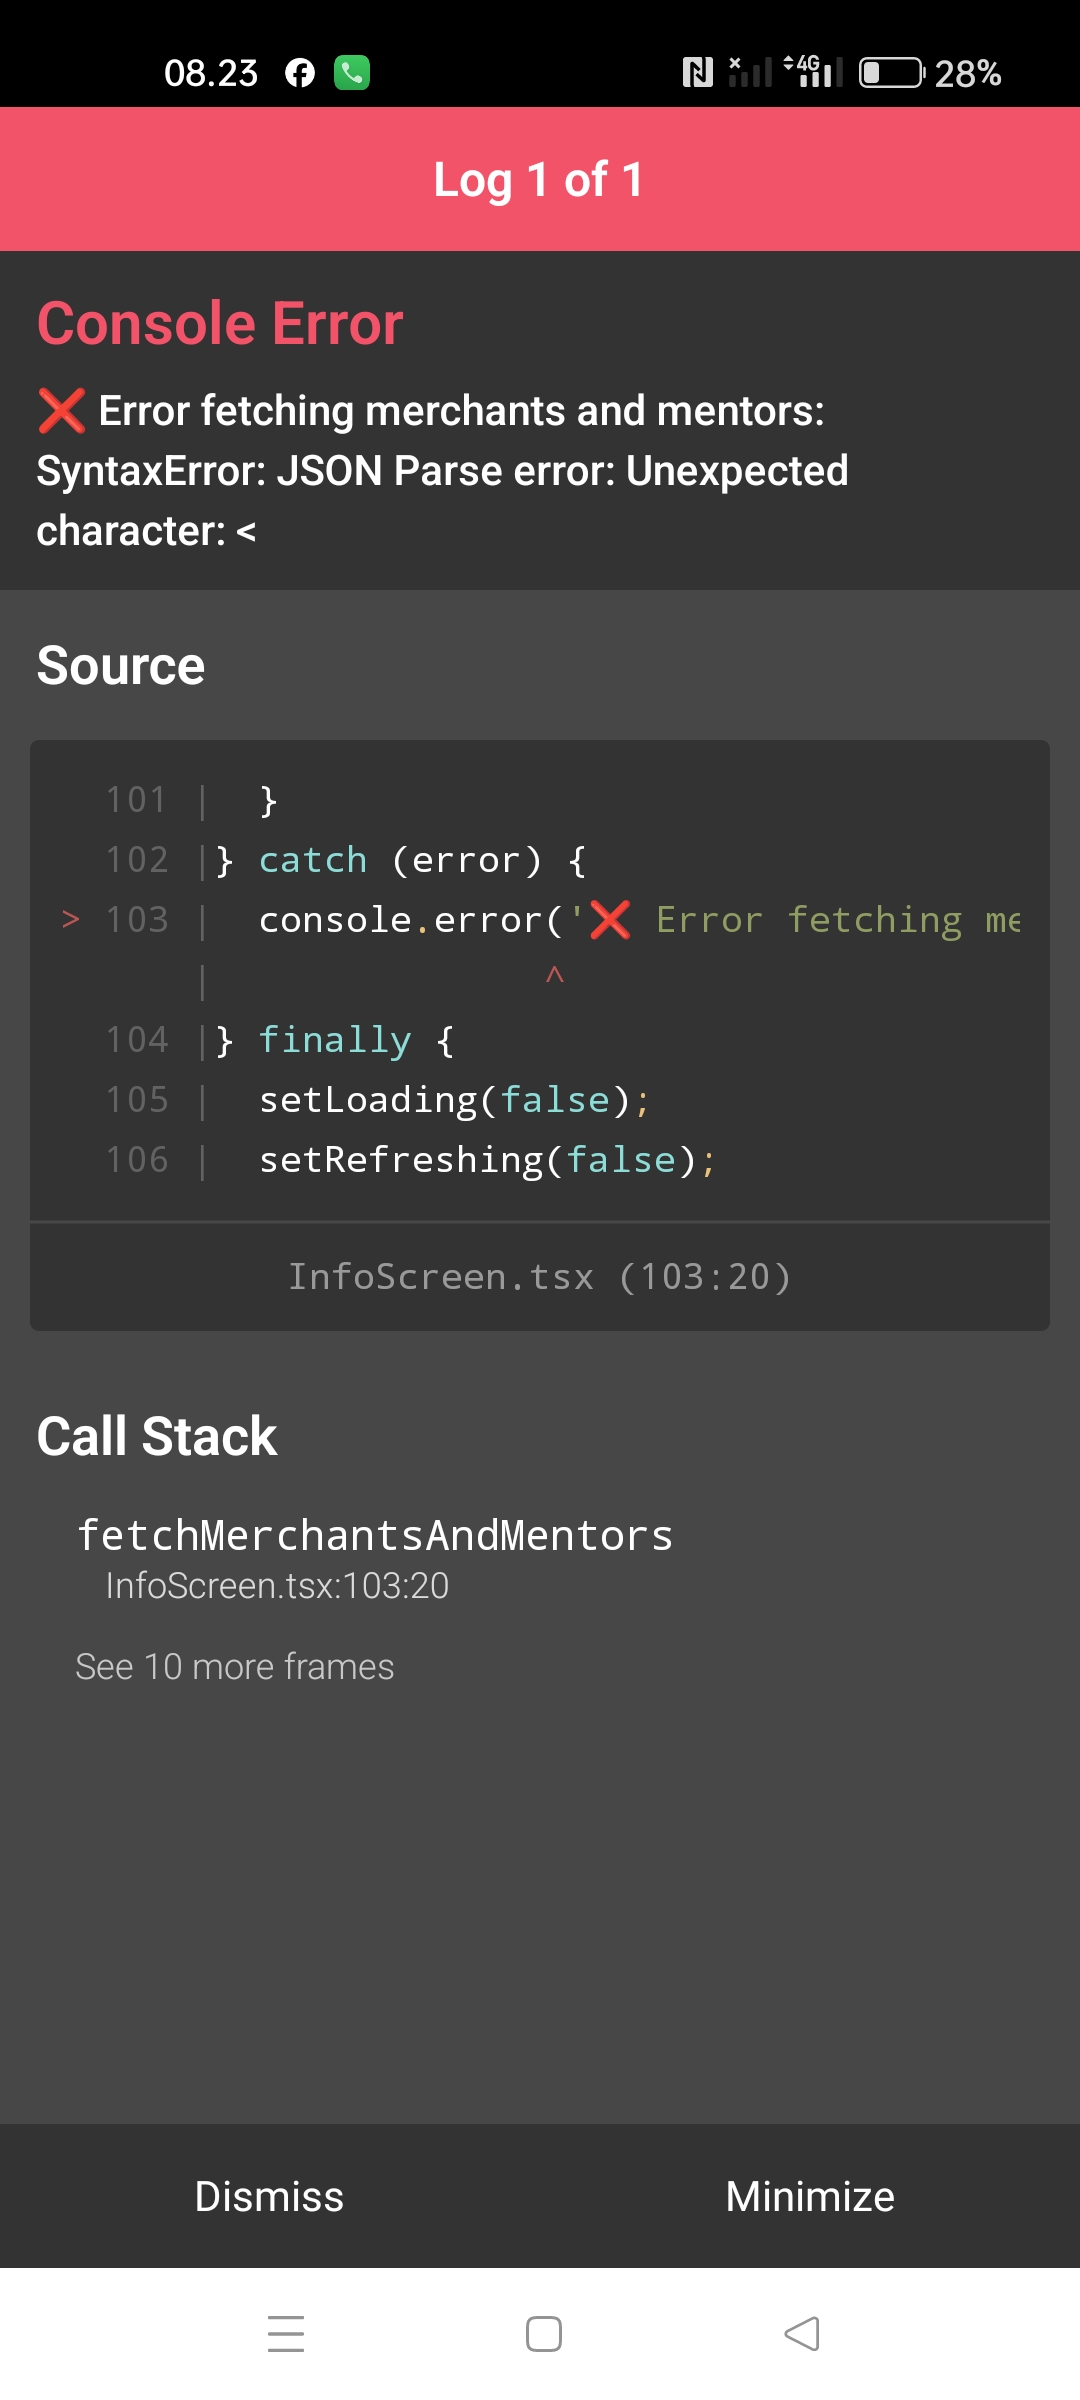 08.23 4G 28%
Log 1 of 1
Console Error
❌ Error fetching merchants and mentors:
SyntaxError: JSON Parse error: Unexpected
character: <
Source
101 |   }
102 |} catch (error) {
> 103 |   console.error('❌ Error fetching me
|                ^
104 |} finally {
105 |   setLoading(false);
106 |   setRefreshing(false);
InfoScreen.tsx (103:20)
Call Stack
fetchMerchantsAndMentors
InfoScreen.tsx:103:20
See 10 more frames
Dismiss Minimize